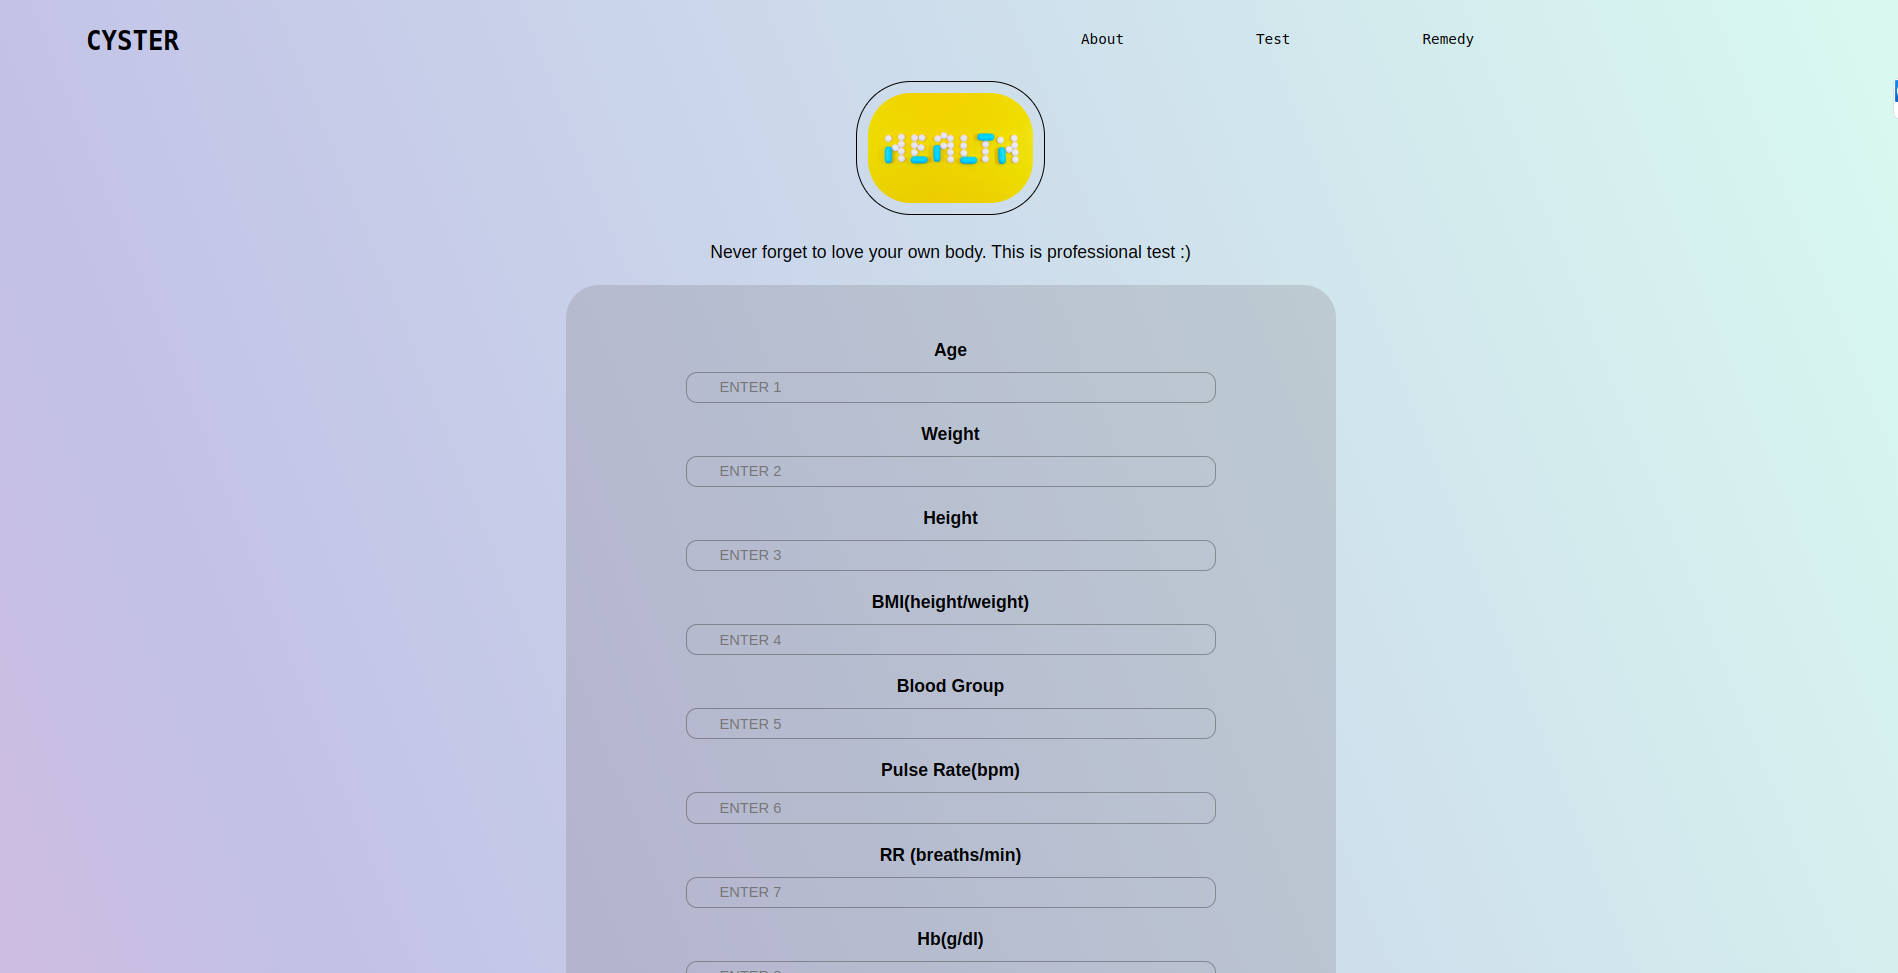 CYSTER
About Test Remedy
HEALTH
Never forget to love your own body. This is professional test :)
Age
ENTER 1
Weight
ENTER 2
Height
ENTER 3
BMI(height/weight)
ENTER 4
Blood Group
ENTER 5
Pulse Rate(bpm)
ENTER 6
RR (breaths/min)
ENTER 7
Hb(g/dl)